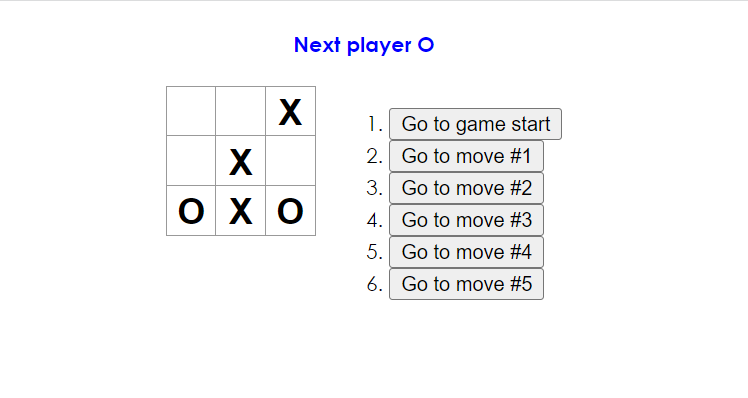 Next player O
X
X
O X O
1. Go to game start
2. Go to move #1
3. Go to move #2
4. Go to move #3
5. Go to move #4
6. Go to move #5